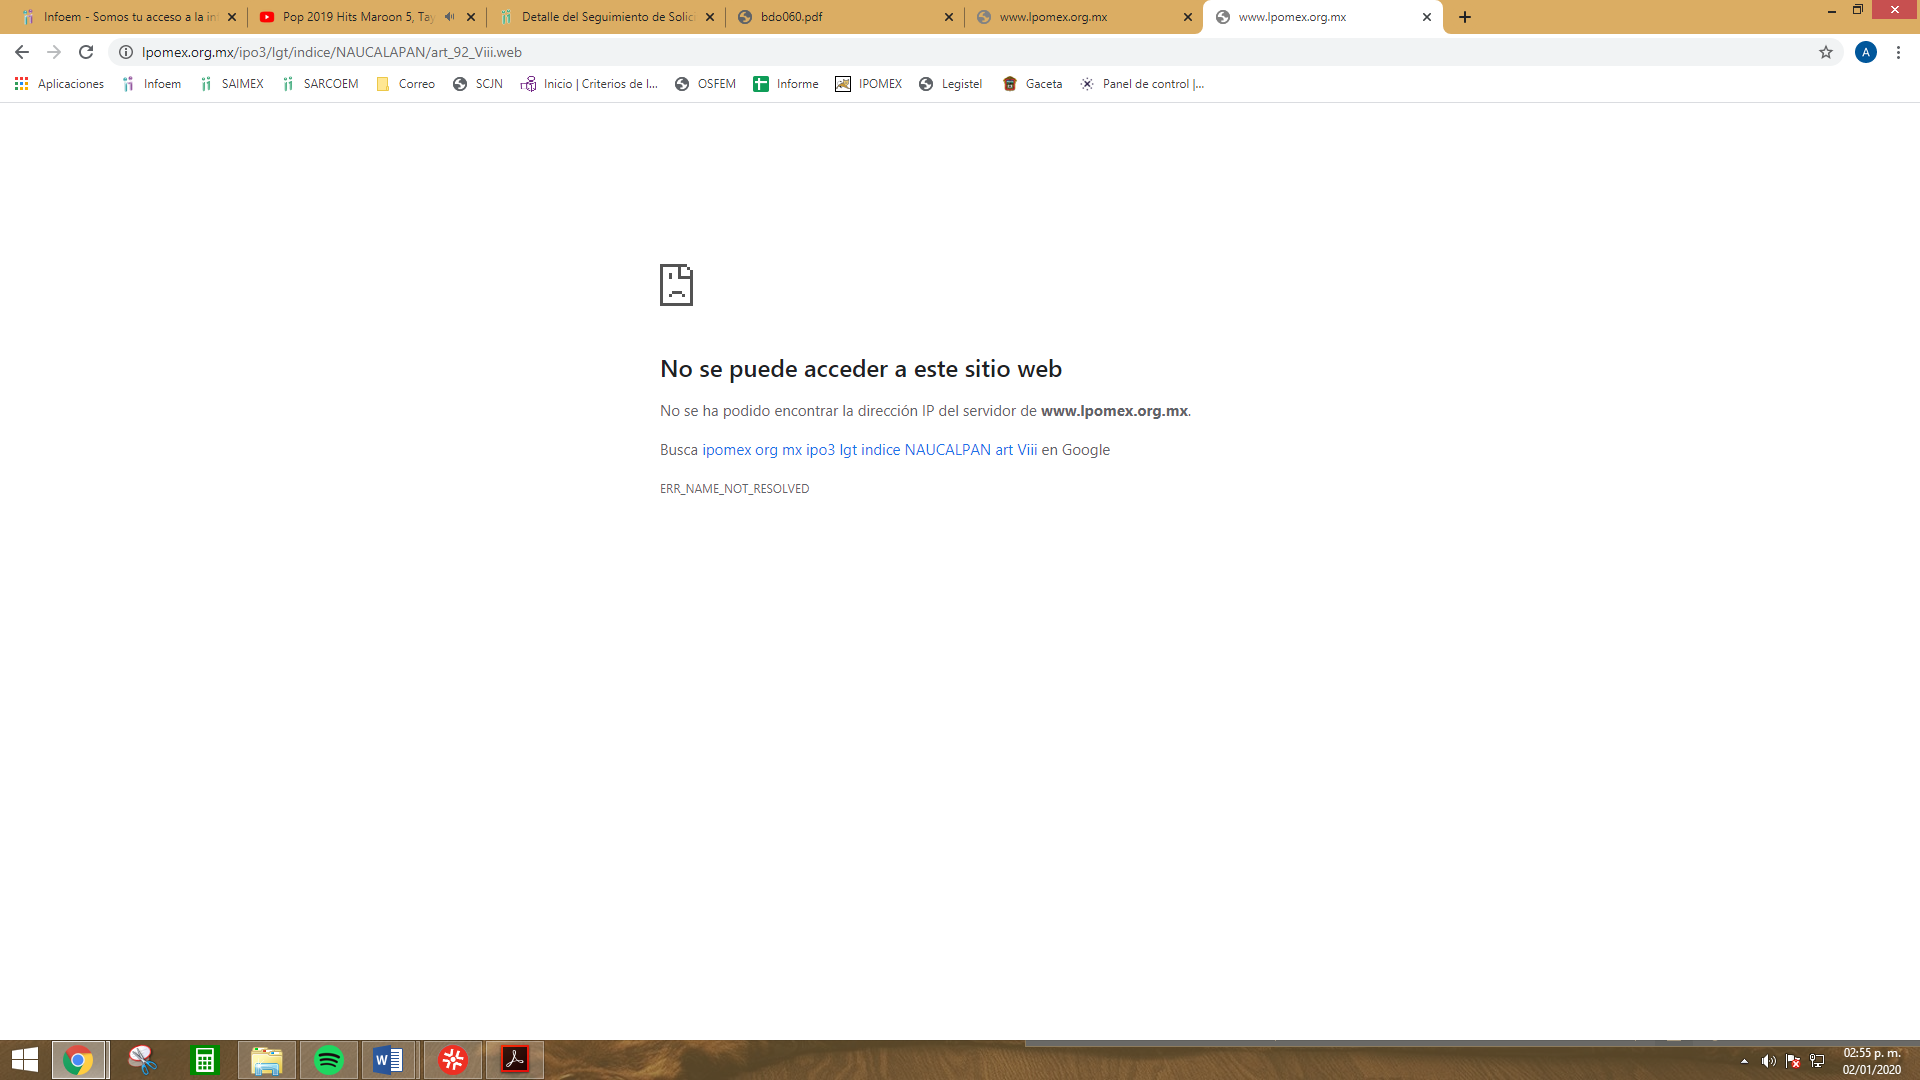 Infoem - Somos tu acceso a la in
Pop 2019 Hits Maroon 5, Tay
Detalle del Seguimiento de Solici
bdo060.pdf
www.lpomex.org.mx
www.lpomex.org.mx
lpomex.org.mx/ipo3/lgt/indice/NAUCALAPAN/art_92_Viii.web
A
Aplicaciones
Infoem
SAIMEX
SARCOEM
Correo
SCJN
Inicio | Criterios de I...
OSFEM
Informe
IPOMEX
Legistel
Gaceta
Panel de control |...
No se puede acceder a este sitio web
No se ha podido encontrar la dirección IP del servidor de www.lpomex.org.mx.
Busca ipomex org mx ipo3 lgt indice NAUCALPAN art Viii en Google
ERR_NAME_NOT_RESOLVED
02:55 p. m.
02/01/2020